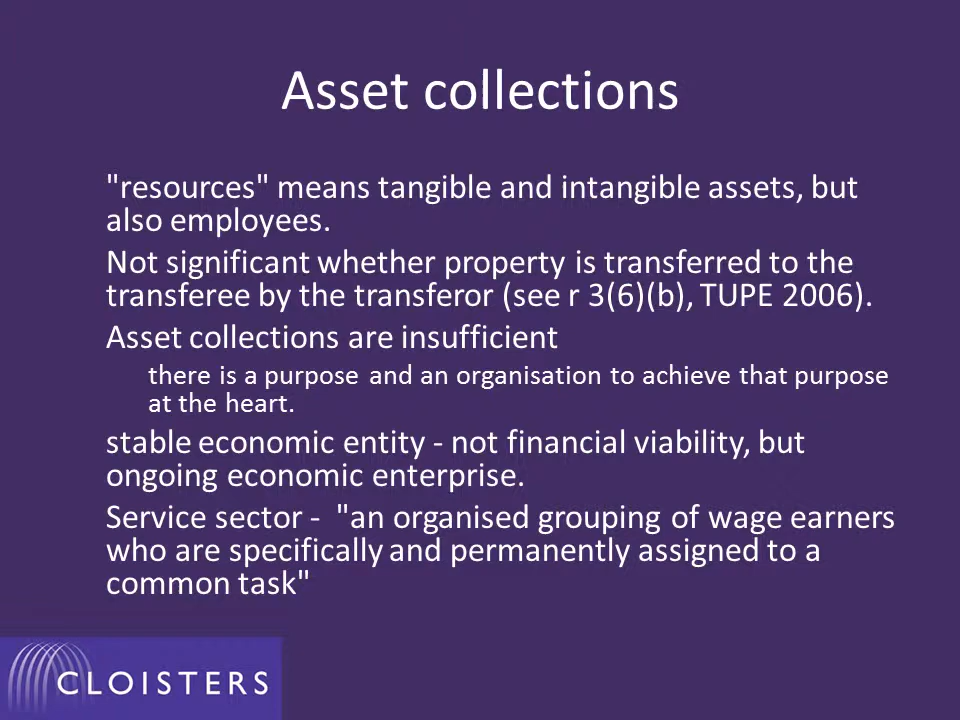 Asset collections
"resources" means tangible and intangible assets, but
also employees.
Not significant whether property is transferred to the
transferee by the transferor (see r 3(6)(b), TUPE 2006).
Asset collections are insufficient
there is a purpose and an organisation to achieve that purpose
at the heart.
stable economic entity - not financial viability, but
ongoing economic enterprise.
Service sector -  "an organised grouping of wage earners
who are specifically and permanently assigned to a
common task"
CLOISTERS